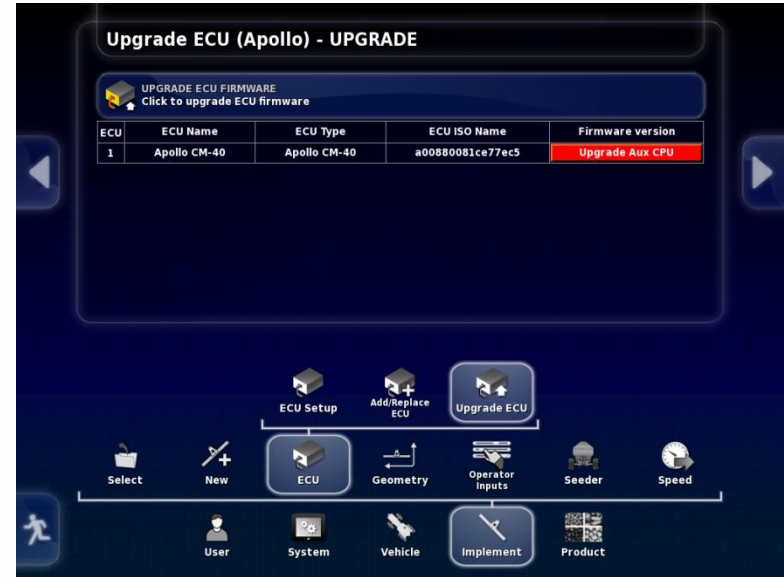 Upgrade ECU (Apollo) - UPGRADE
UPGRADE ECU FIRMWARE
Click to upgrade ECU firmware
ECU ECU Name ECU Type ECU ISO Name Firmware version
1 Apollo CM-40 Apollo CM-40 a00880081ce77ec5 Upgrade Aux CPU
ECU Setup Add/Replace ECU Upgrade ECU
Select New ECU Geometry Operator Inputs Seeder Speed
User System Vehicle Implement Product